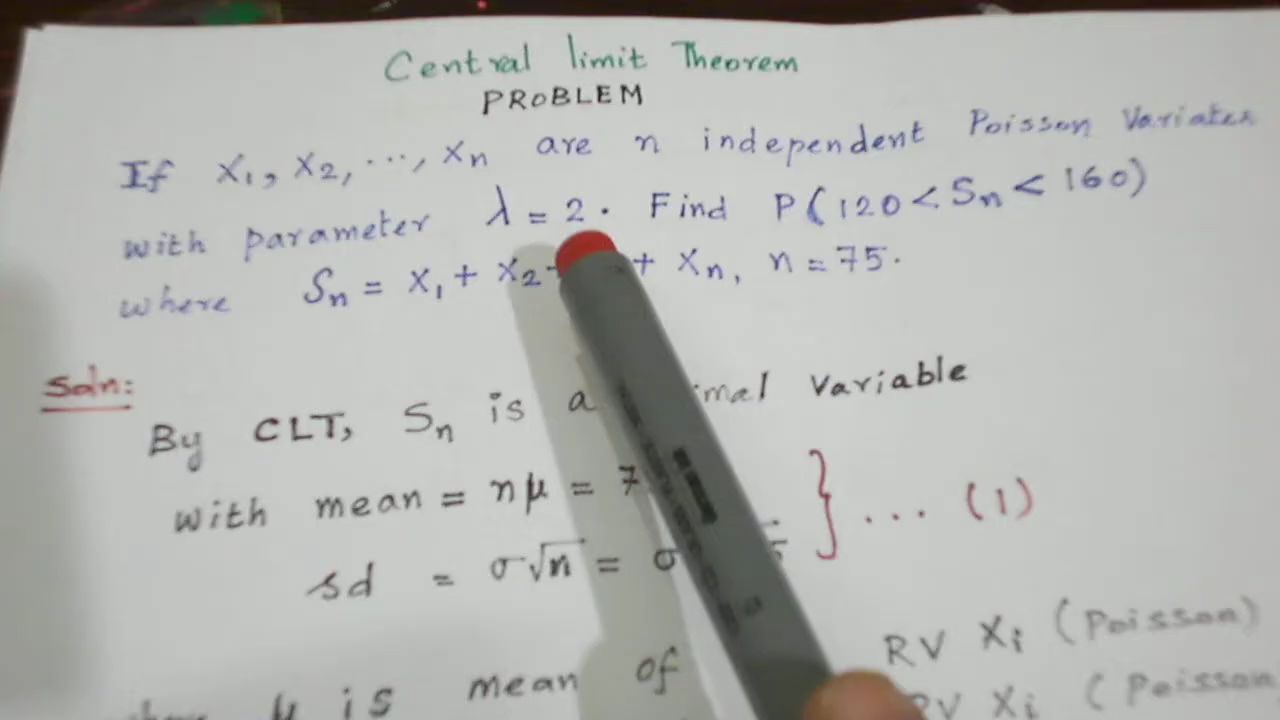 Central limit Theorem
PROBLEM
If X₁, X₂, ..., Xₙ are n independent Poisson Variates
with parameter λ = 2. Find P(120 < Sₙ < 160)
where Sₙ = X₁ + X₂ + + Xₙ, n = 75.
Soln:
By CLT, Sₙ is a variable
with mean = nμ = 7 } ... (1)
sd = σ√n = σ
μ is mean of RV Xᵢ (Poisson)
RV Xᵢ (Poisson